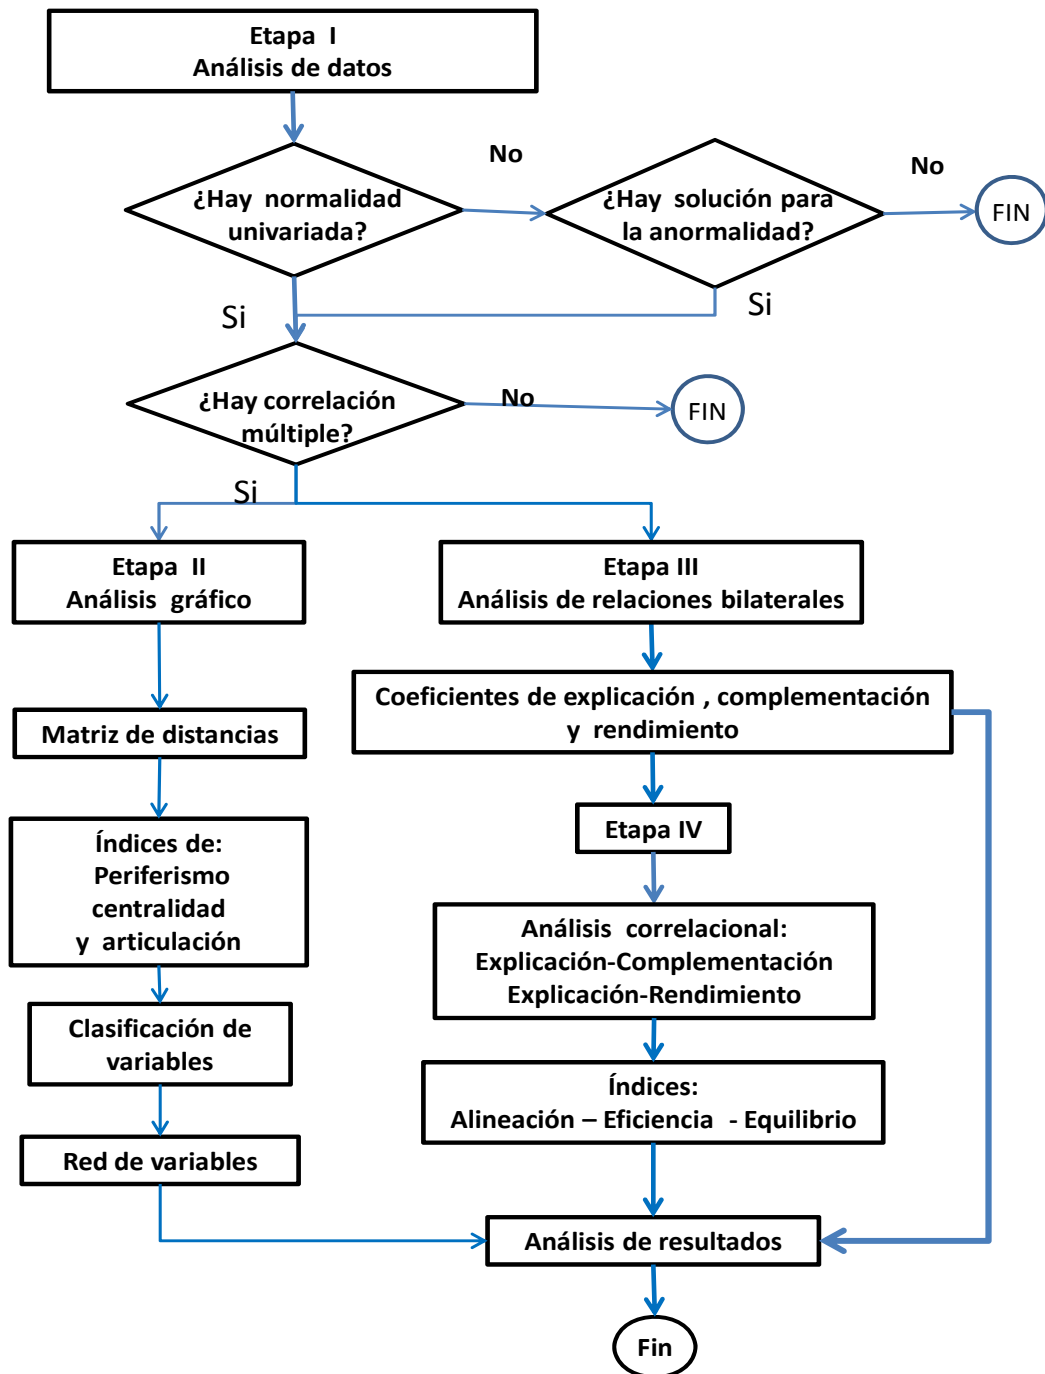 Etapa I
Análisis de datos
No
No
¿Hay normalidad
univariada?
¿Hay solución para
la anormalidad?
FIN
Si
Si
¿Hay correlación
múltiple?
No
FIN
Si
Etapa II
Análisis gráfico
Etapa III
Análisis de relaciones bilaterales
Matriz de distancias
Coeficientes de explicación , complementación
y rendimiento
Índices de:
Periferismo
centralidad
y articulación
Etapa IV
Análisis correlacional:
Explicación-Complementación
Explicación-Rendimiento
Clasificación de
variables
Índices:
Alineación – Eficiencia - Equilibrio
Red de variables
Análisis de resultados
Fin